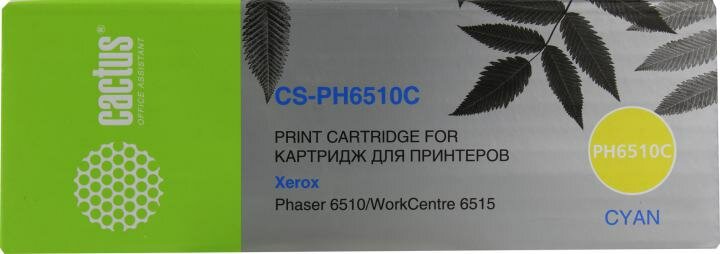 cactus
OFFICE ASSISTANT
CS-PH6510C
PRINT CARTRIDGE FOR
КАРТРИДЖ ДЛЯ ПРИНТЕРОВ
Xerox
Phaser 6510/WorkCentre 6515
PH6510C
CYAN